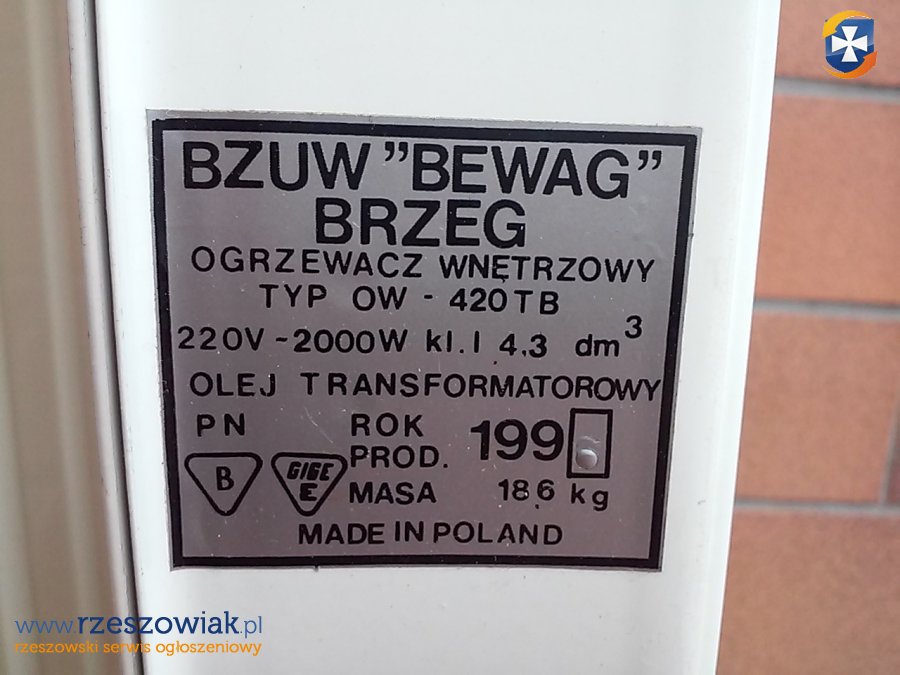 BZUW "BEWAG"
BRZEG
OGRZEWACZ WNĘTRZOWY
TYP OW - 420TB
220V ~2000W kl. I 4,3 dm³
OLEJ TRANSFORMATOROWY
PN ROK PROD. 199
B GIGE E MASA 18,6 kg
MADE IN POLAND
www.rzeszowiak.pl
rzeszowski serwis ogłoszeniowy